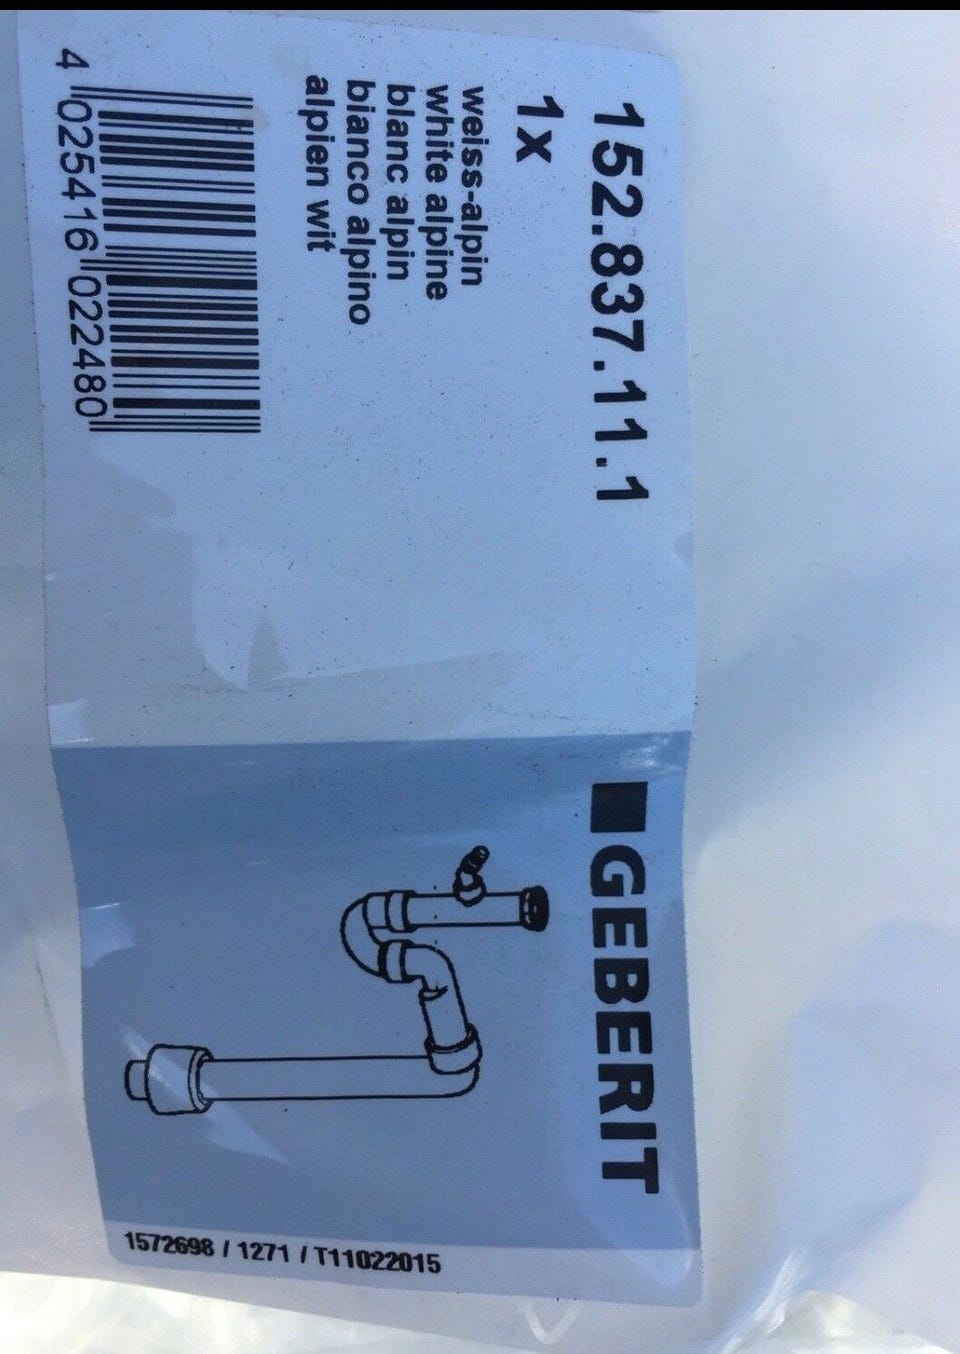 152.837.11.1
1x
weiss-alpin
white alpine
blanc alpin
bianco alpino
alpien wit
4 025416 022480
GEBERIT
1572698 / 1271 / T11022015